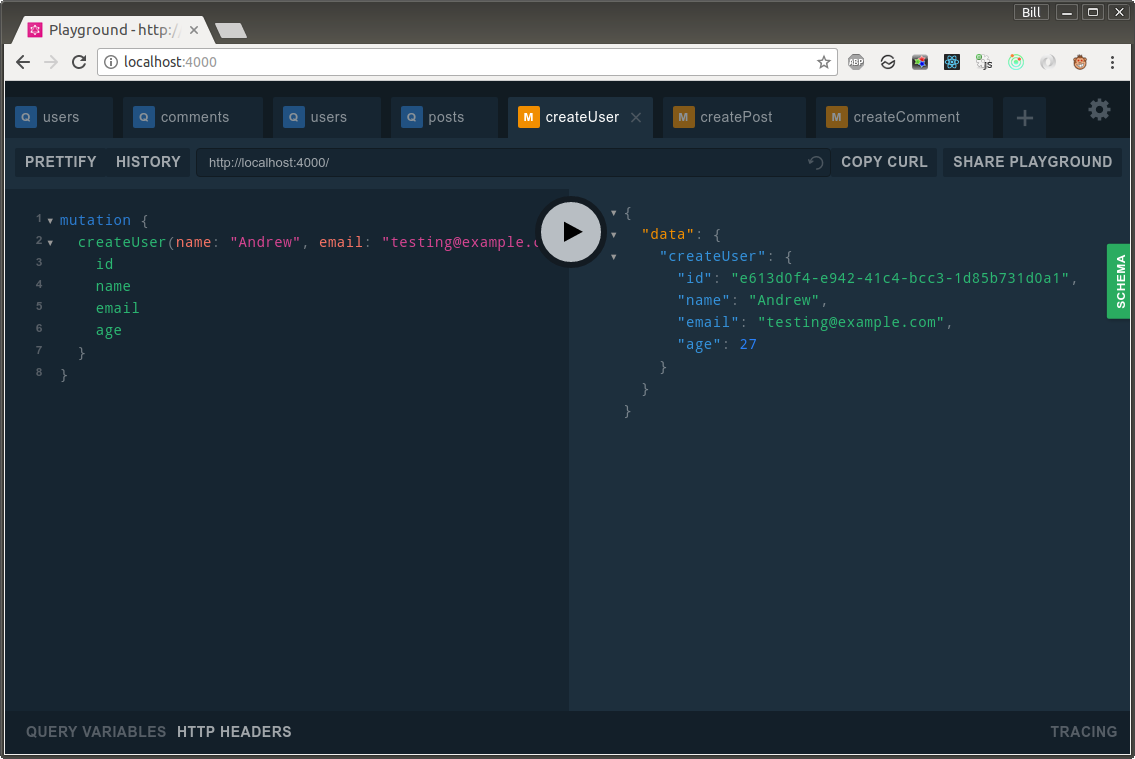 Bill
Playground - http:/
localhost:4000
ABP
JS
Q users
Q comments
Q users
Q posts
M createUser
M createPost
M createComment
PRETTIFY HISTORY http://localhost:4000/ COPY CURL SHARE PLAYGROUND
1 mutation {
2 createUser(name: "Andrew", email: "testing@example.c
3 id
4 name
5 email
6 age
7 }
8 }
{
"data": {
"createUser": {
"id": "e613d0f4-e942-41c4-bcc3-1d85b731d0a1",
"name": "Andrew",
"email": "testing@example.com",
"age": 27
}
}
}
SCHEMA
QUERY VARIABLES HTTP HEADERS TRACING